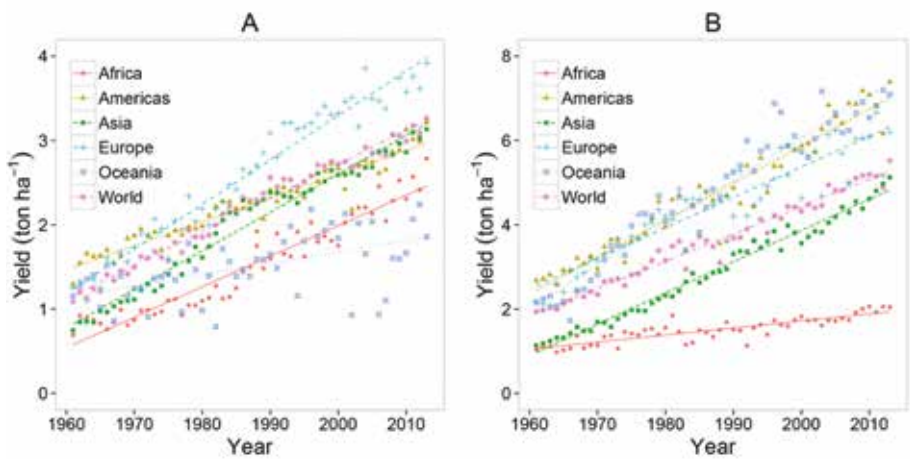 A
Yield (ton ha⁻¹)
4
3
2
1
0
Africa
Americas
Asia
Europe
Oceania
World
1960
1970
1980
1990
2000
2010
Year
B
Yield (ton ha⁻¹)
8
6
4
2
0
Africa
Americas
Asia
Europe
Oceania
World
1960
1970
1980
1990
2000
2010
Year